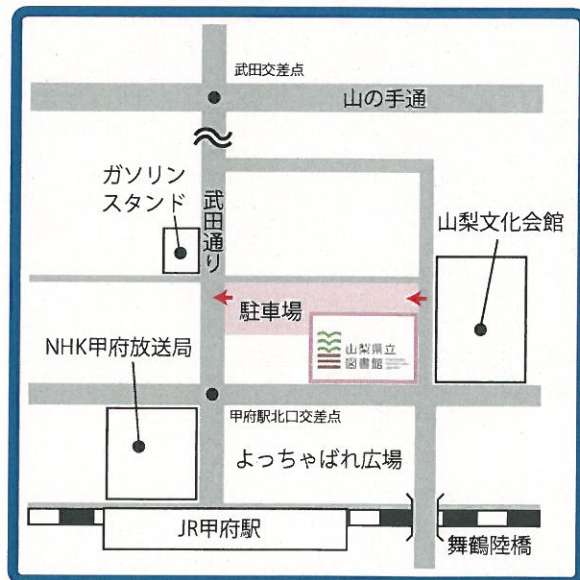 武田交差点
山の手通
ガソリン
スタンド
武田通り
山梨文化会館
駐車場
山梨県立
図書館
NHK甲府放送局
甲府駅北口交差点
よっちゃばれ広場
JR甲府駅
舞鶴陸橋